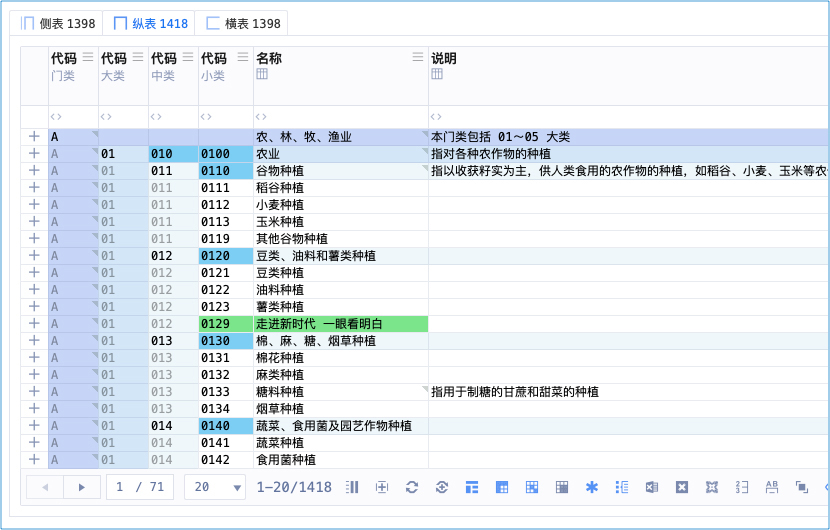 侧表 1398 纵表 1418 横表 1398
代码 代码 代码 代码 名称 说明
门类 大类 中类 小类
A 农、林、牧、渔业 本门类包括 01～05 大类
A 01 010 0100 农业 指对各种农作物的种植
A 01 011 0110 谷物种植 指以收获籽实为主，供人类食用的农作物的种植，如稻谷、小麦、玉米等农
A 01 011 0111 稻谷种植
A 01 011 0112 小麦种植
A 01 011 0113 玉米种植
A 01 011 0119 其他谷物种植
A 01 012 0120 豆类、油料和薯类种植
A 01 012 0121 豆类种植
A 01 012 0122 油料种植
A 01 012 0123 薯类种植
A 01 012 0129 走进新时代 一眼看明白
A 01 013 0130 棉、麻、糖、烟草种植
A 01 013 0131 棉花种植
A 01 013 0132 麻类种植
A 01 013 0133 糖料种植 指用于制糖的甘蔗和甜菜的种植
A 01 013 0134 烟草种植
A 01 014 0140 蔬菜、食用菌及园艺作物种植
A 01 014 0141 蔬菜种植
A 01 014 0142 食用菌种植
1 / 71 20 1-20/1418